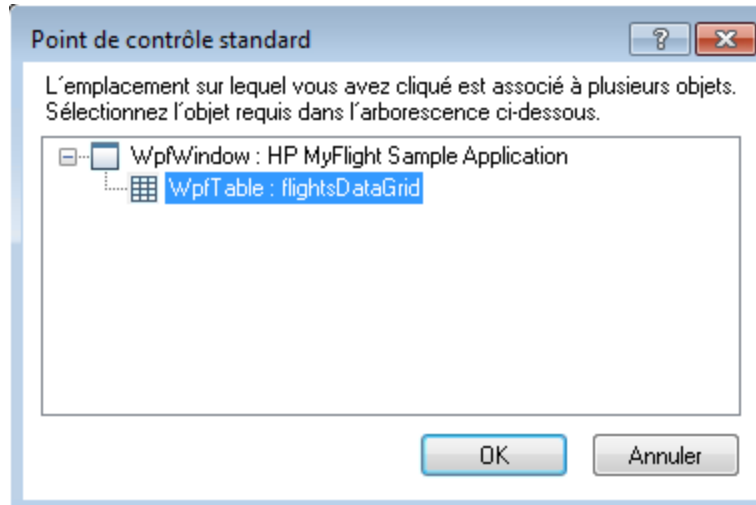 Point de contrôle standard
L´emplacement sur lequel vous avez cliqué est associé à plusieurs objets.
Sélectionnez l´objet requis dans l´arborescence ci-dessous.
WpfWindow : HP MyFlight Sample Application
WpfTable : flightsDataGrid
OK Annuler